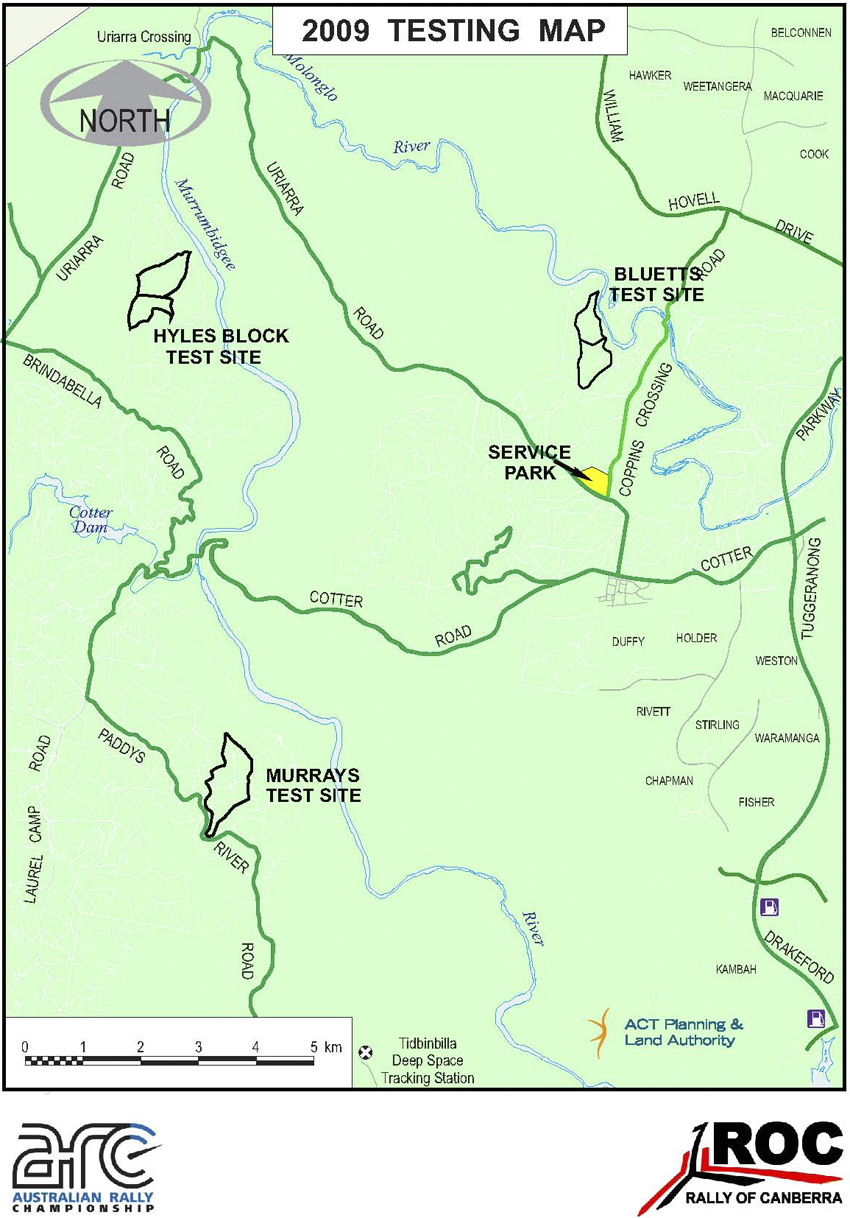 2009 TESTING MAP
Uriarra Crossing
NORTH
Molonglo
River
BELCONNEN
HAWKER
WEETANGERA
MACQUARIE
COOK
WILLIAM
HOVELL
DRIVE
ROAD
URIARRA
Murrumbidgee
URIARRA
ROAD
BLUETTS
TEST SITE
ROAD
HYLES BLOCK
TEST SITE
BRINDABELLA
ROAD
COPPINS CROSSING
PARKWAY
SERVICE
PARK
Cotter
Dam
COTTER
ROAD
COTTER
TUGGERANONG
DUFFY
HOLDER
WESTON
RIVETT
STIRLING
WARAMANGA
CHAPMAN
FISHER
PADDYS
RIVER
ROAD
LAUREL CAMP ROAD
MURRAYS
TEST SITE
River
KAMBAH
DRAKEFORD
ACT Planning &
Land Authority
0 1 2 3 4 5 km
Tidbinbilla
Deep Space
Tracking Station
arc
AUSTRALIAN RALLY
CHAMPIONSHIP
ROC
RALLY OF CANBERRA